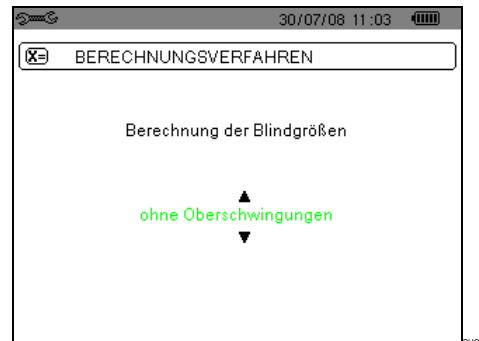 30/07/08 11:03
X= BERECHNUNGSVERFAHREN
Berechnung der Blindgrößen
ohne Oberschwingungen